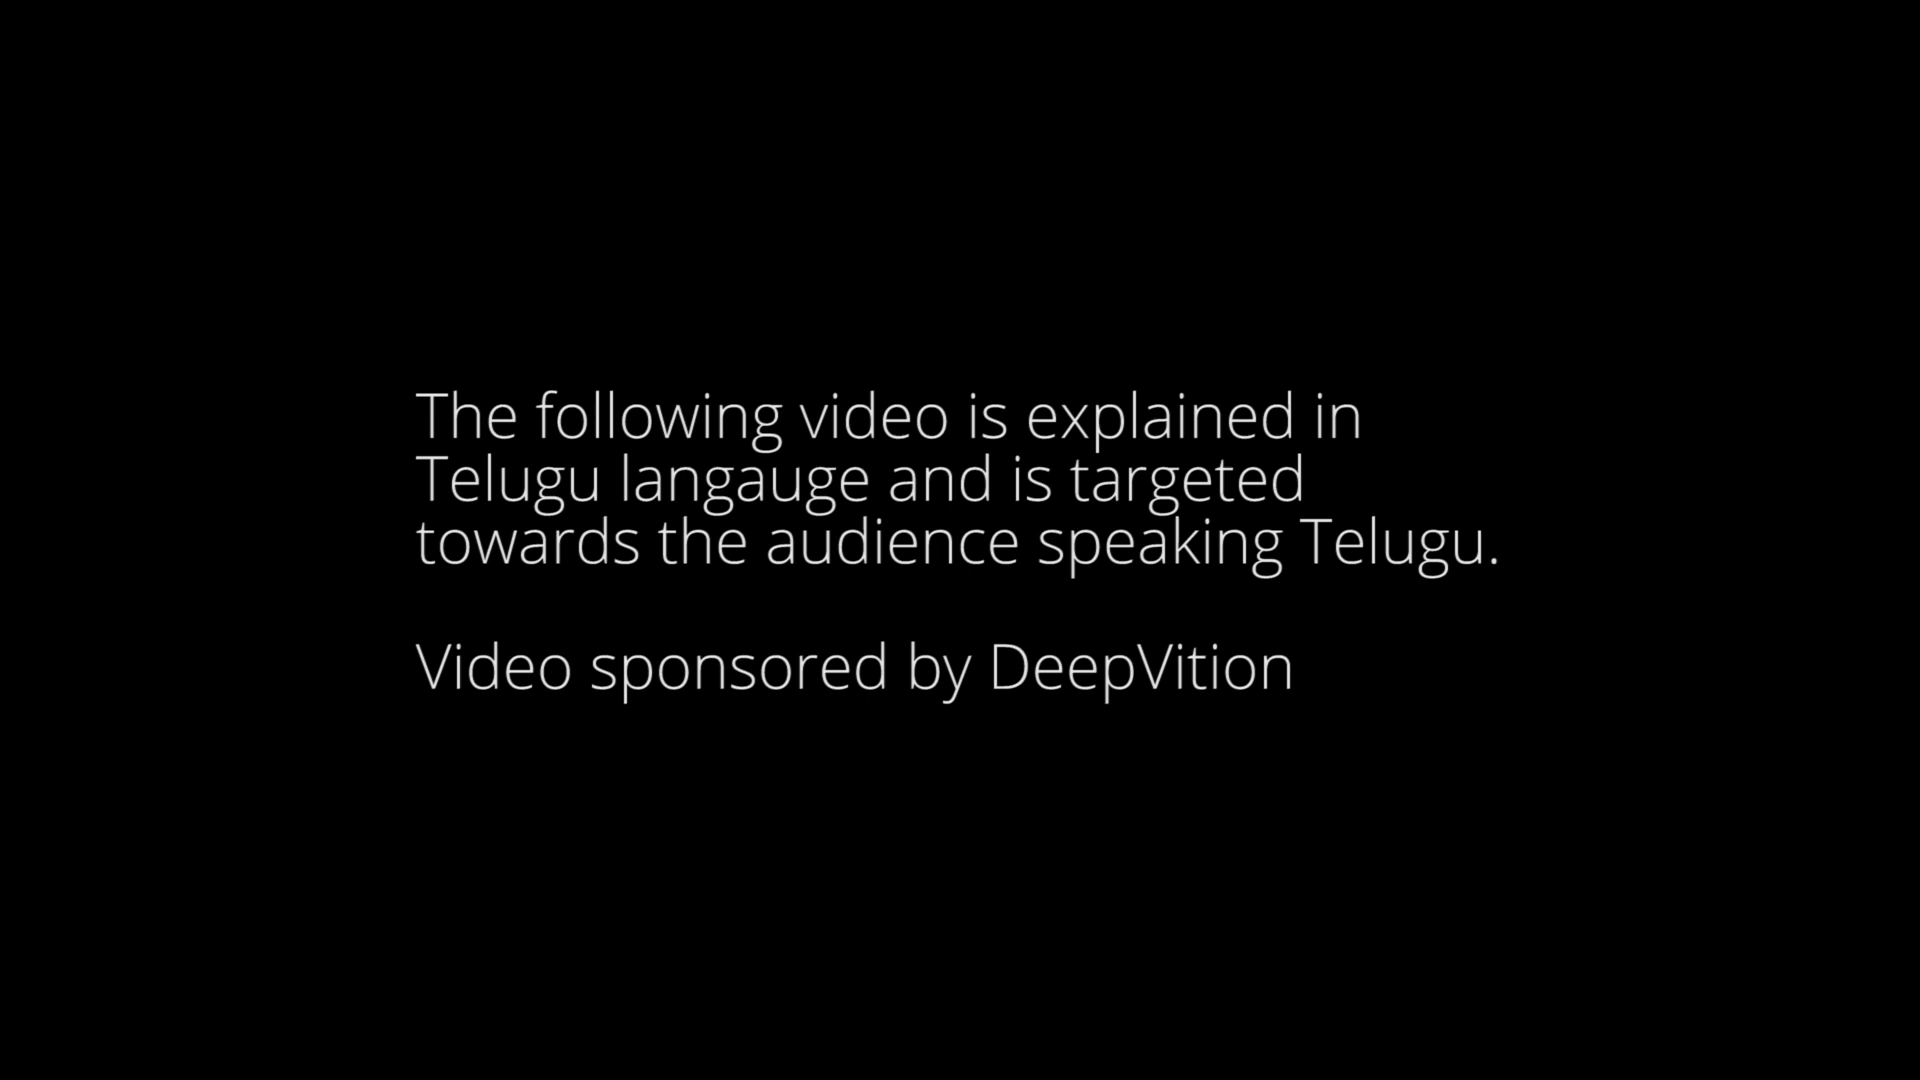 The following video is explained in
Telugu langauge and is targeted
towards the audience speaking Telugu.
Video sponsored by DeepVition